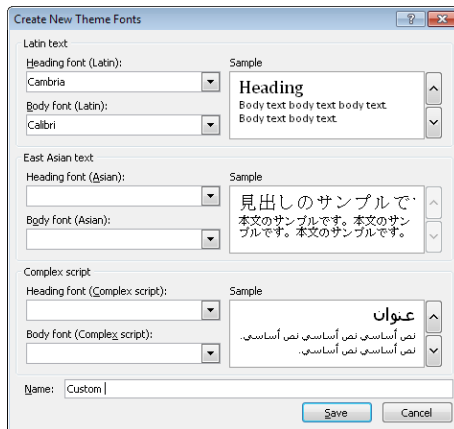 Create New Theme Fonts
Latin text
Heading font (Latin):
Sample
Cambria
Heading
Body text body text body text.
Body text body text.
Body font (Latin):
Calibri
East Asian text
Heading font (Asian):
Sample
見出しのサンプルで
本文のサンプルです。本文のサン
プルです。本文のサンプルです。
Body font (Asian):
Complex script
Heading font (Complex script):
Sample
عنوان
نص أساسي نص أساسي نص أساسي.
نص أساسي نص أساسي.
Body font (Complex script):
Name: Custom
Save Cancel